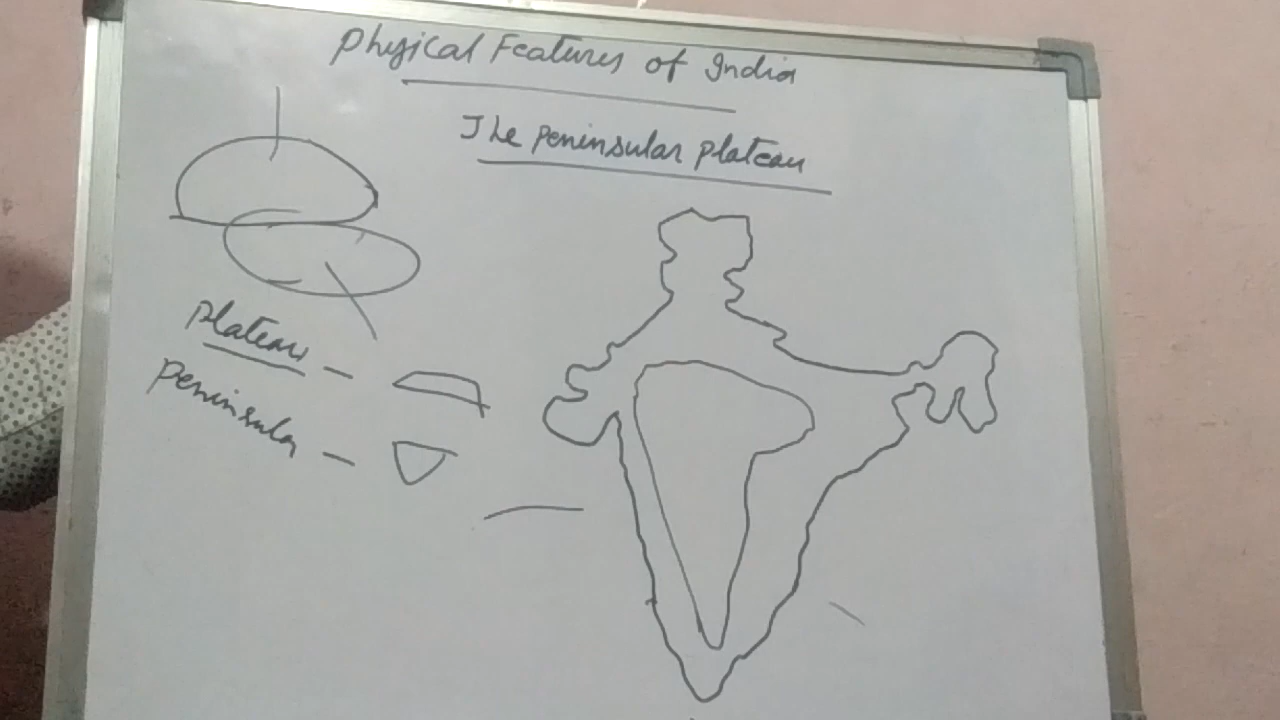 Physical Features of India
The Peninsular Plateau
Plateau -
Peninsular -